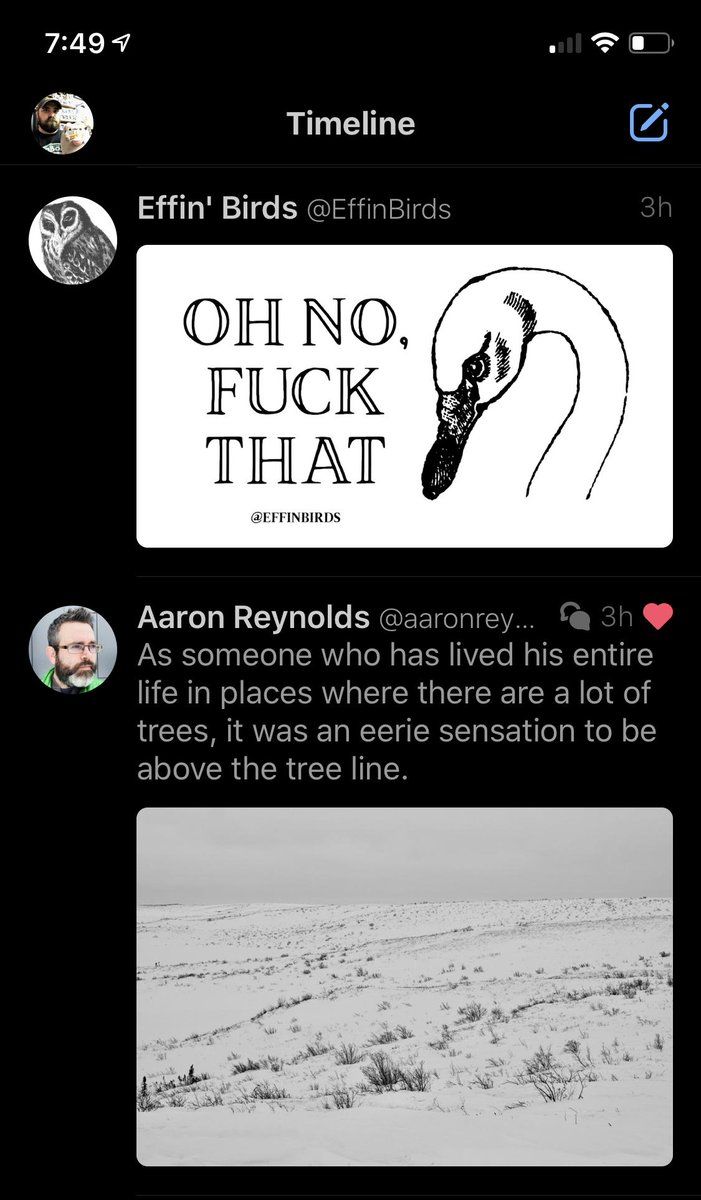 7:49
Timeline
Effin' Birds @EffinBirds 3h
OH NO,
FUCK
THAT
@EFFINBIRDS
Aaron Reynolds @aaronrey... 3h
As someone who has lived his entire
life in places where there are a lot of
trees, it was an eerie sensation to be
above the tree line.